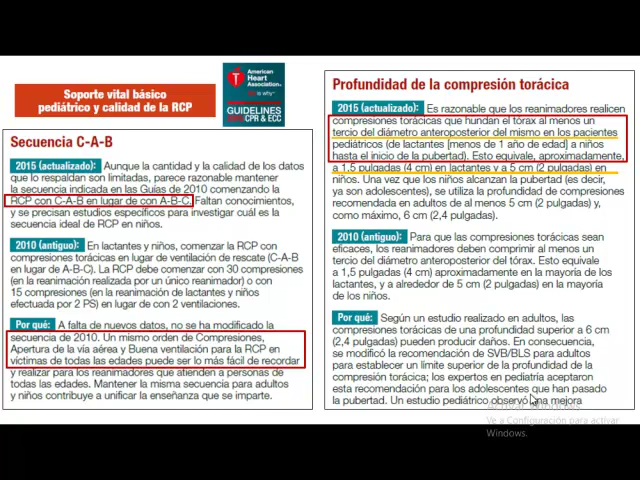 Soporte vital básico
pediátrico y calidad de la RCP
American
Heart
Association®
GUIDELINES
CPR & ECC
Secuencia C-A-B
2015 (actualizado): Aunque la cantidad y la calidad de los datos
que lo respaldan son limitadas, parece razonable mantener
la secuencia indicada en las Guías de 2010 comenzando la
RCP con C-A-B en lugar de con A-B-C. Faltan conocimientos,
y se precisan estudios específicos para investigar cuál es la
secuencia ideal de RCP en niños.
2010 (antiguo): En lactantes y niños, comenzar la RCP con
compresiones torácicas en lugar de ventilación de rescate (C-A-B
en lugar de A-B-C). La RCP debe comenzar con 30 compresiones
(en la reanimación realizada por un único reanimador) o con
15 compresiones (en la reanimación de lactantes y niños
efectuada por 2 PS) en lugar de con 2 ventilaciones.
Por qué: A falta de nuevos datos, no se ha modificado la
secuencia de 2010. Un mismo orden de Compresiones,
Apertura de la vía aérea y Buena ventilación para la RCP en
víctimas de todas las edades puede ser lo más fácil de recordar
y realizar para los reanimadores que atienden a personas de
todas las edades. Mantener la misma secuencia para adultos
y niños contribuye a unificar la enseñanza que se imparte.
Profundidad de la compresión torácica
2015 (actualizado): Es razonable que los reanimadores realicen
compresiones torácicas que hundan el tórax al menos un
tercio del diámetro anteroposterior del mismo en los pacientes
pediátricos (de lactantes [menos de 1 año de edad] a niños
hasta el inicio de la pubertad). Esto equivale, aproximadamente,
a 1,5 pulgadas (4 cm) en lactantes y a 5 cm (2 pulgadas) en
niños. Una vez que los niños alcanzan la pubertad (es decir,
ya son adolescentes), se utiliza la profundidad de compresiones
recomendada en adultos de al menos 5 cm (2 pulgadas) y,
como máximo, 6 cm (2,4 pulgadas).
2010 (antiguo): Para que las compresiones torácicas sean
eficaces, los reanimadores deben comprimir al menos un
tercio del diámetro anteroposterior del tórax. Esto equivale
a 1,5 pulgadas (4 cm) aproximadamente en la mayoría de los
lactantes, y a alrededor de 5 cm (2 pulgadas) en la mayoría
de los niños.
Por qué: Según un estudio realizado en adultos, las
compresiones torácicas de una profundidad superior a 6 cm
(2,4 pulgadas) pueden producir daños. En consecuencia,
se modificó la recomendación de SVB/BLS para adultos
para establecer un límite superior de la profundidad de la
compresión torácica; los expertos en pediatría aceptaron
esta recomendación para los adolescentes que han pasado
la pubertad. Un estudio pediátrico observó una mejora
Activar Windows
Ve a Configuración para activar
Windows.